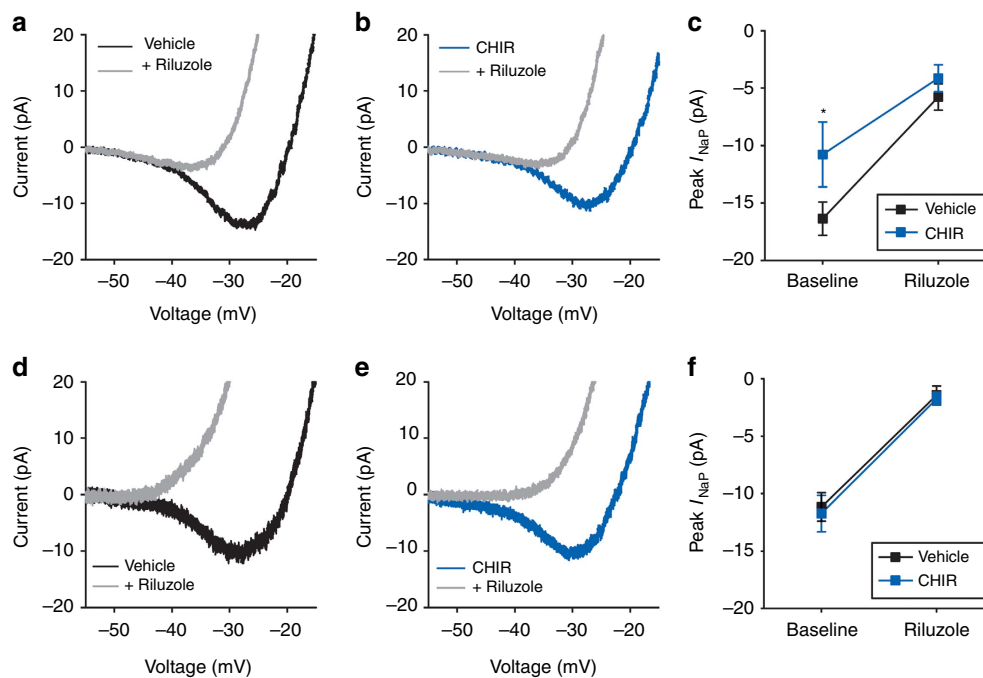 a
20
10
0
–10
–20
Current (pA)
Vehicle
+ Riluzole
–50 –40 –30 –20
Voltage (mV)
b
20
10
0
–10
–20
Current (pA)
CHIR
+ Riluzole
–50 –40 –30 –20
Voltage (mV)
c
0
–5
–10
–15
–20
Peak INaP (pA)
*
Vehicle
CHIR
Baseline Riluzole
d
20
10
0
–10
–20
Current (pA)
Vehicle
+ Riluzole
–50 –40 –30 –20
Voltage (mV)
e
20
10
0
–10
–20
Current (pA)
CHIR
+ Riluzole
–50 –40 –30 –20
Voltage (mV)
f
0
–5
–10
–15
–20
Peak INaP (pA)
Vehicle
CHIR
Baseline Riluzole